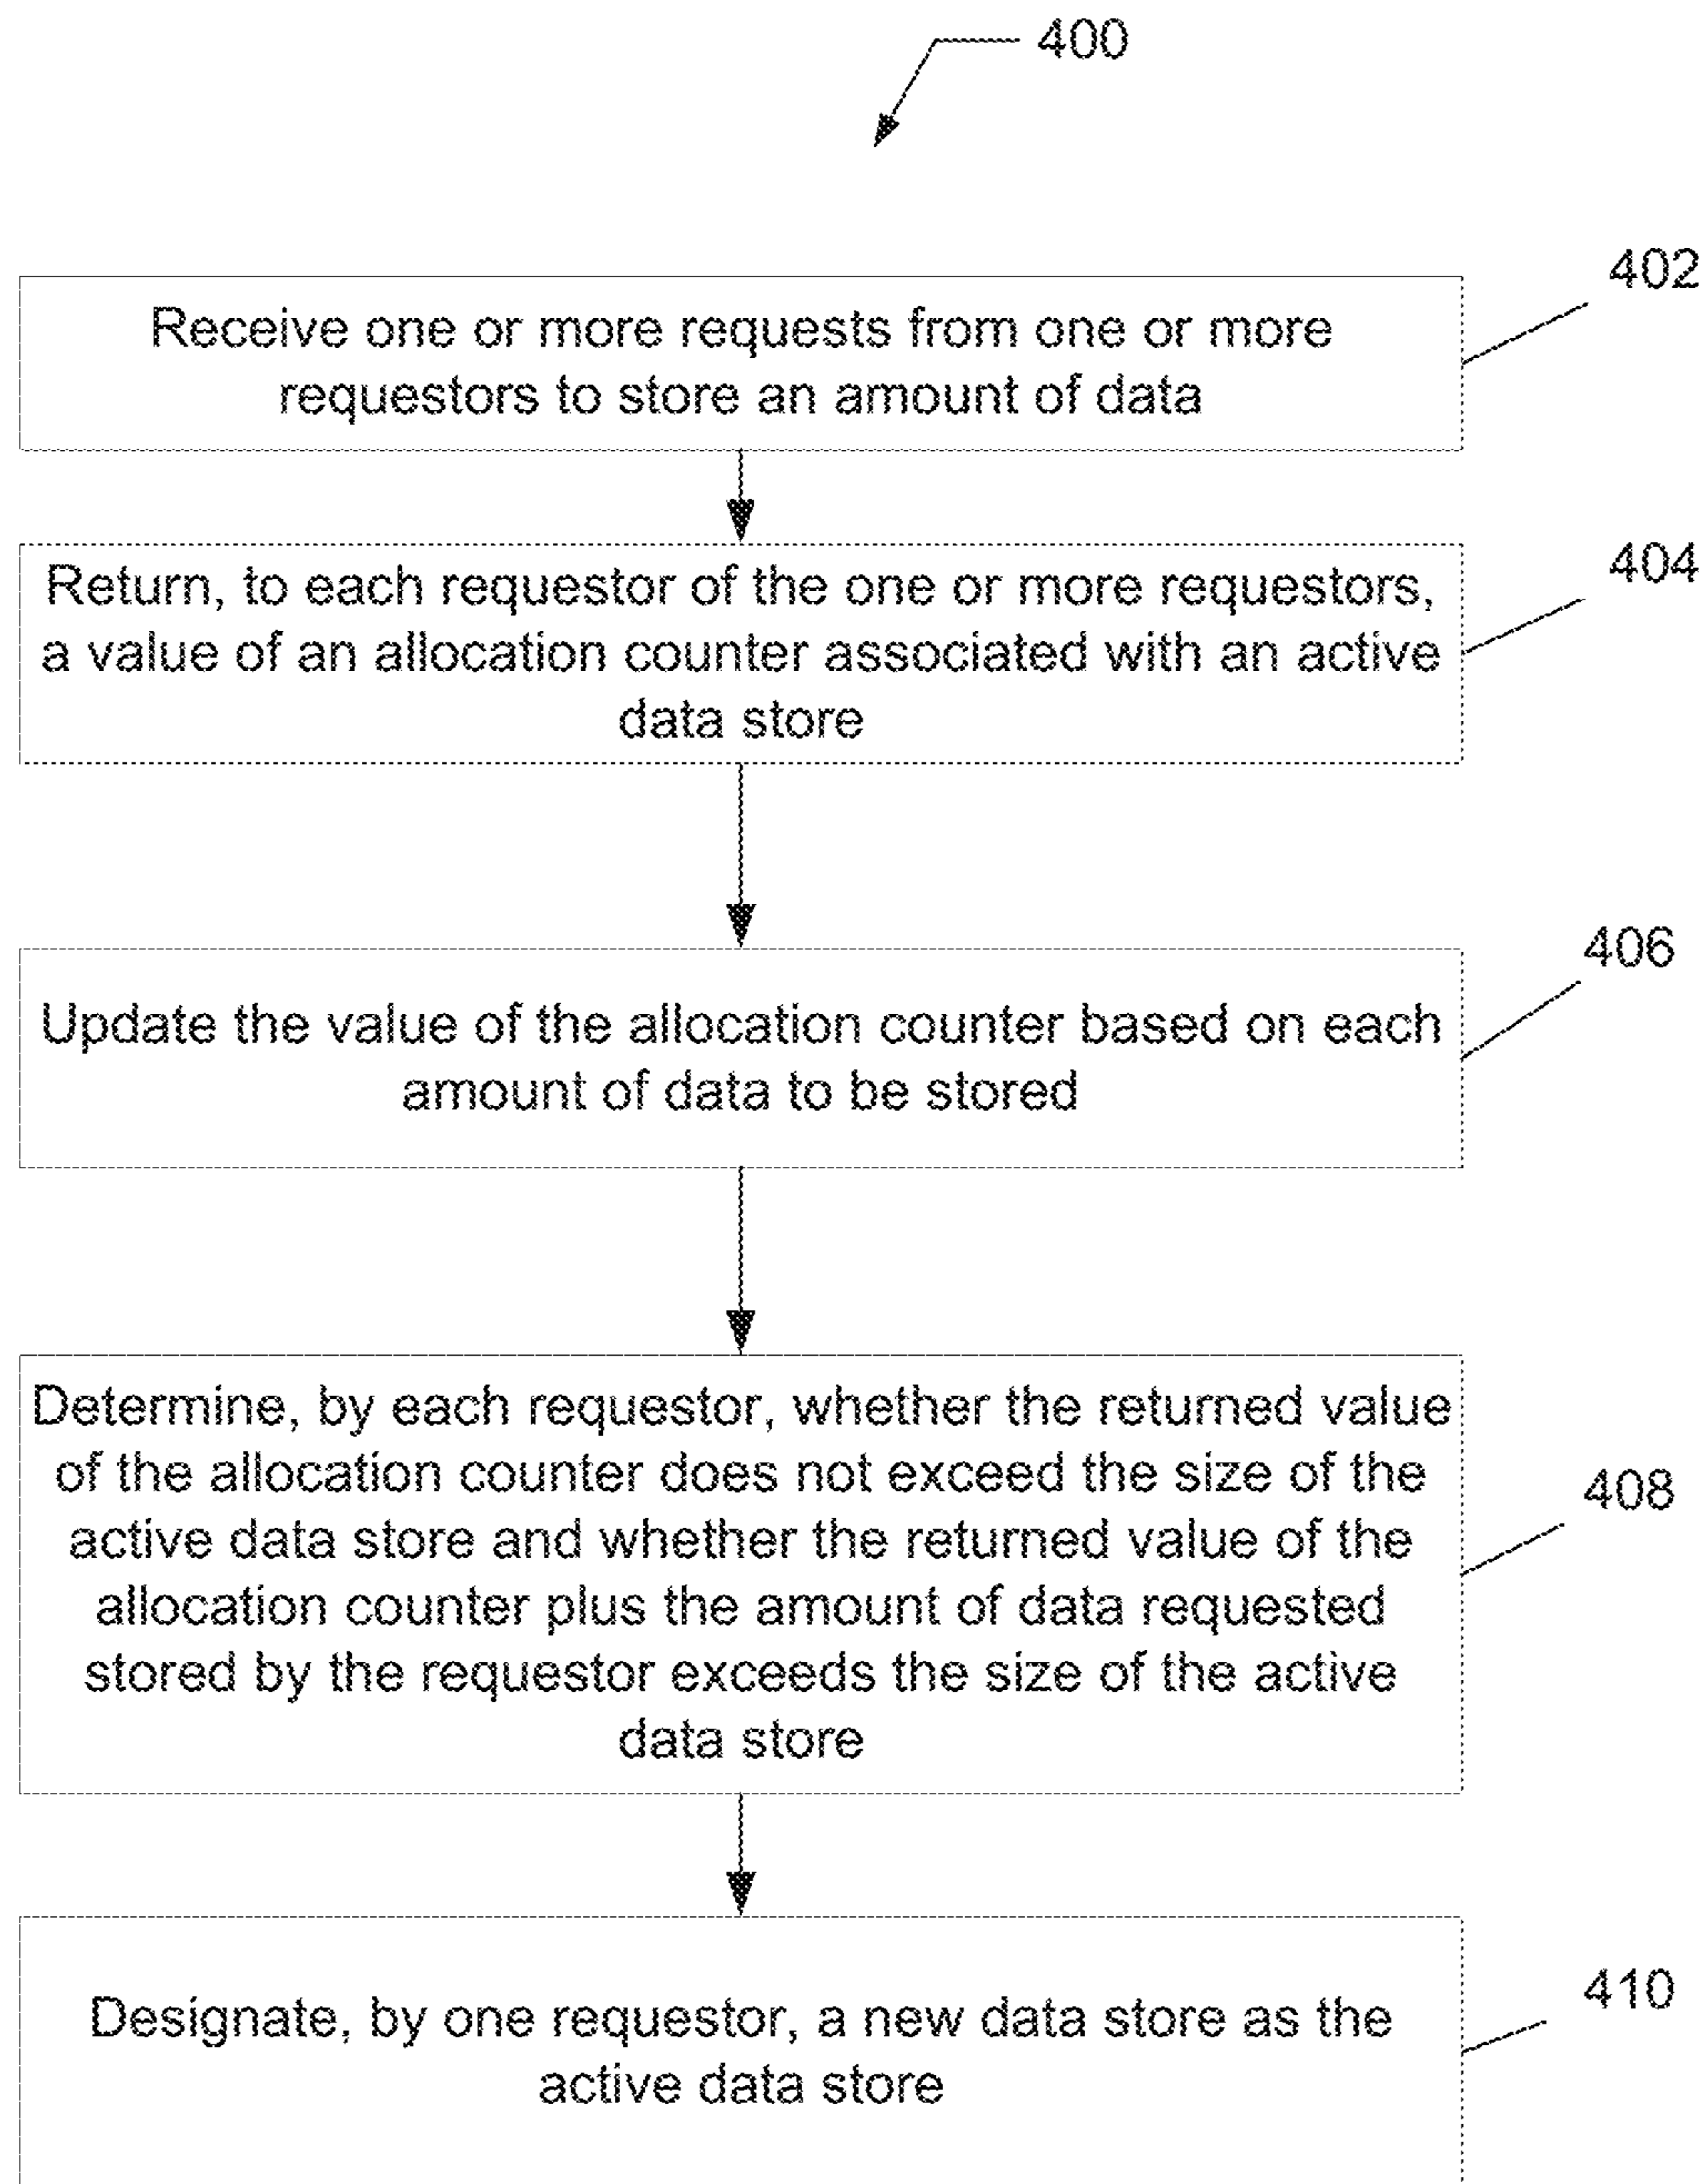 400
402
Receive one or more requests from one or more
requestors to store an amount of data
404
Return, to each requestor of the one or more requestors,
a value of an allocation counter associated with an active
data store
406
Update the value of the allocation counter based on each
amount of data to be stored
Determine, by each requestor, whether the returned value
of the allocation counter does not exceed the size of the
active data store and whether the returned value of the
allocation counter plus the amount of data requested
stored by the requestor exceeds the size of the active
data store
408
Designate, by one requestor, a new data store as the
active data store
410